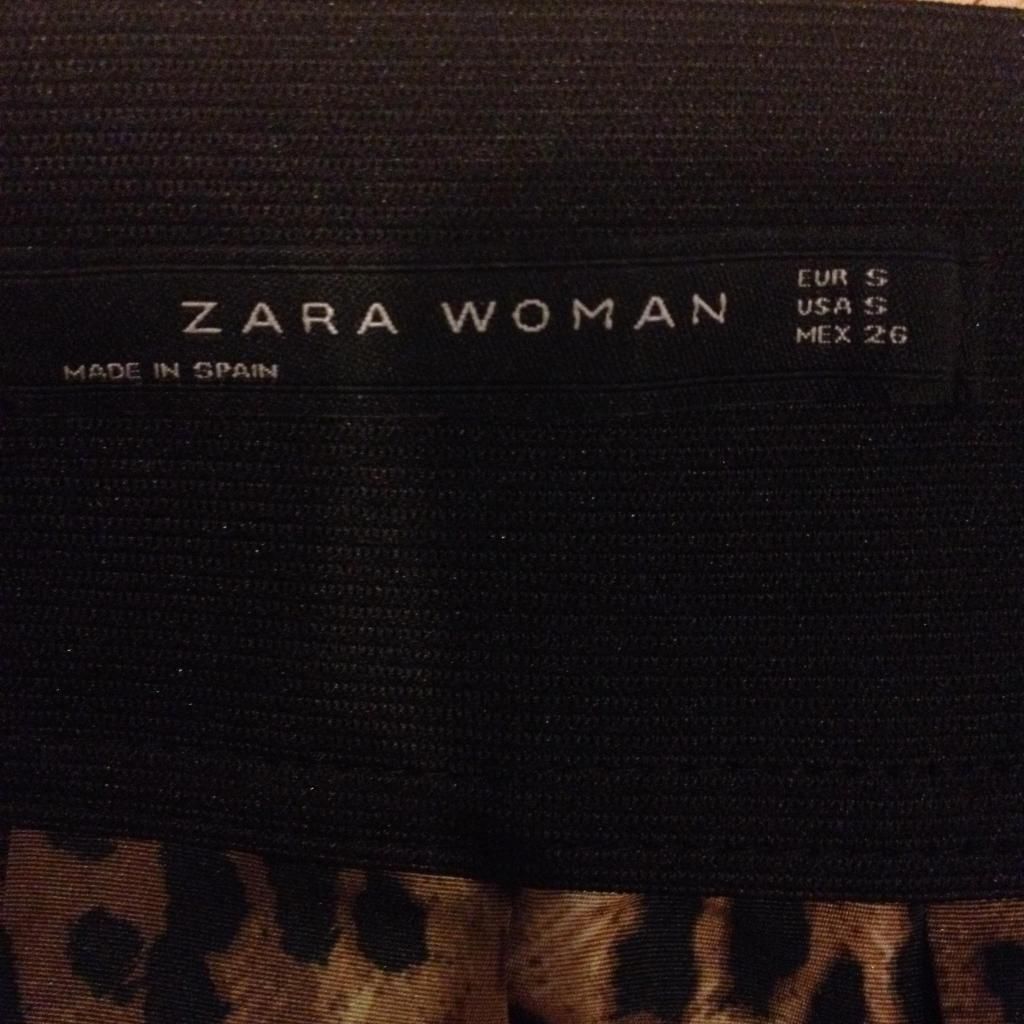 ZARA WOMAN
MADE IN SPAIN
EUR S
USA S
MEX 26